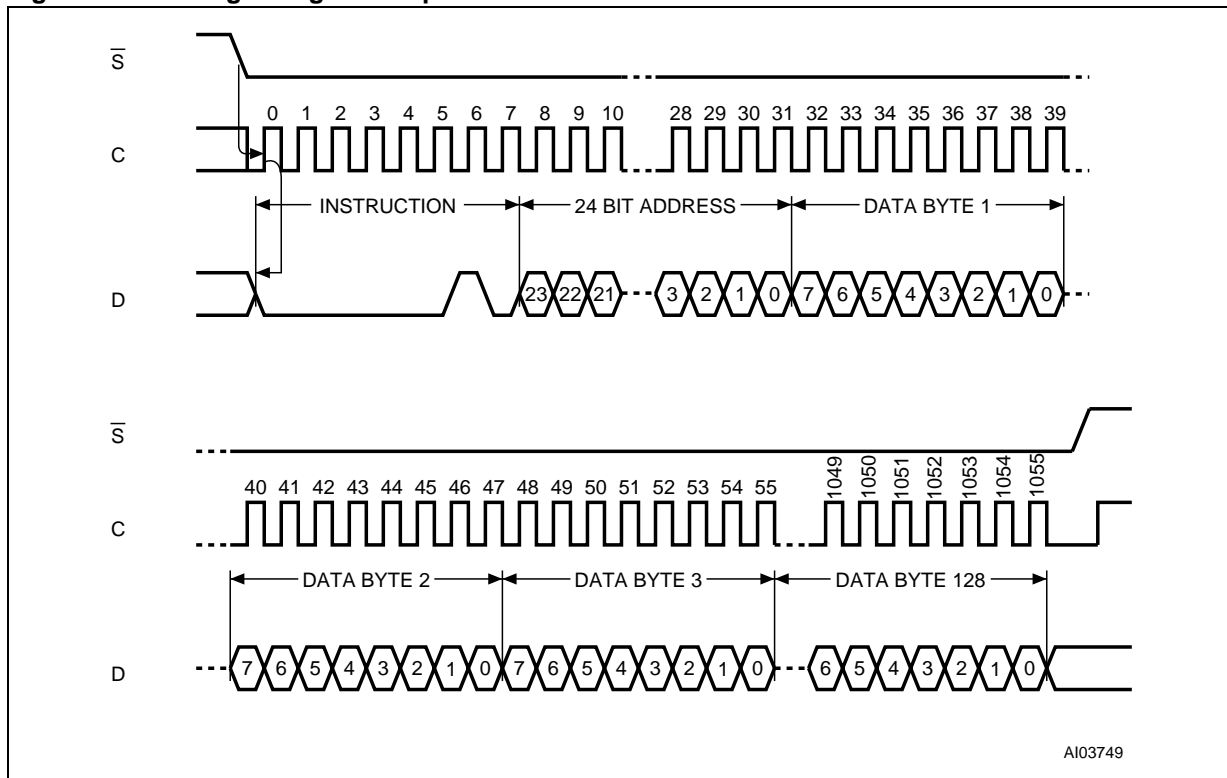 S
0 1 2 3 4 5 6 7 8 9 10 28 29 30 31 32 33 34 35 36 37 38 39
C
INSTRUCTION 24 BIT ADDRESS DATA BYTE 1
D 23 22 21 3 2 1 0 7 6 5 4 3 2 1 0
S
40 41 42 43 44 45 46 47 48 49 50 51 52 53 54 55 1049 1050 1051 1052 1053 1054 1055
C
DATA BYTE 2 DATA BYTE 3 DATA BYTE 128
D 7 6 5 4 3 2 1 0 7 6 5 4 3 2 1 0 6 5 4 3 2 1 0
AI03749